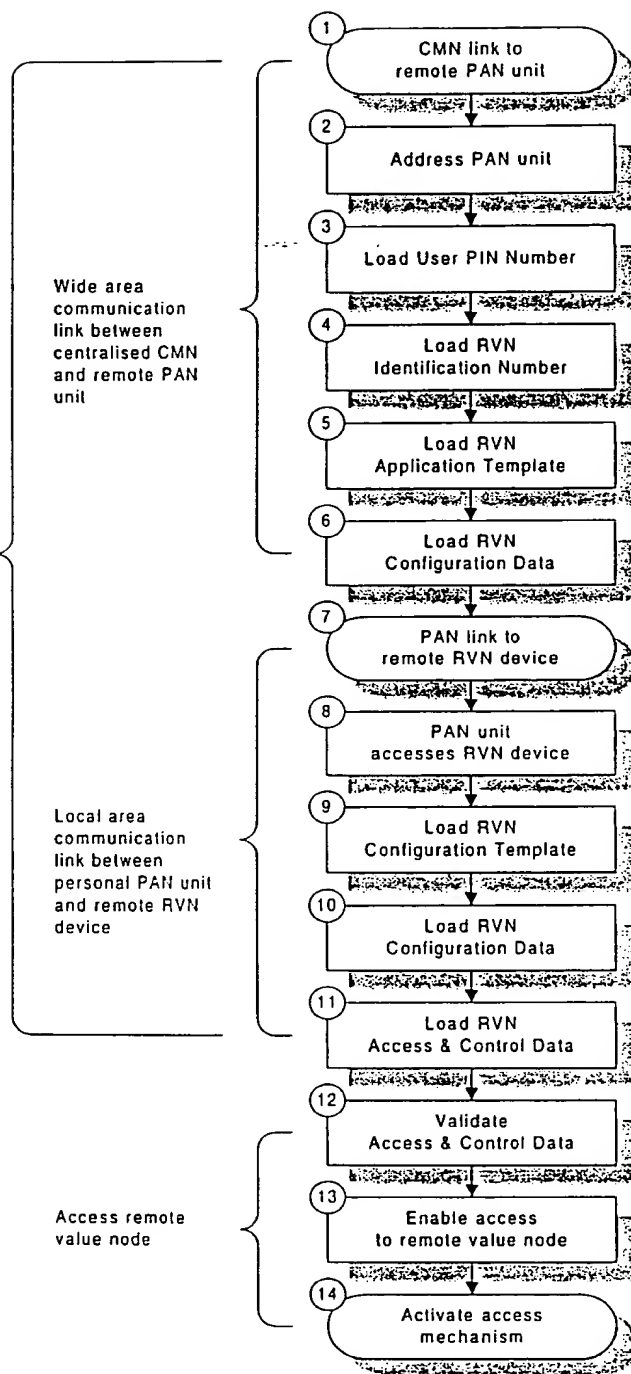 1
CMN link to
remote PAN unit
2
Address PAN unit
3
Load User PIN Number
Wide area
communication
link between
centralised CMN
and remote PAN
unit
4
Load RVN
Identification Number
5
Load RVN
Application Template
6
Load RVN
Configuration Data
7
PAN link to
remote RVN device
8
PAN unit
accesses RVN device
Local area
communication
link between
personal PAN unit
and remote RVN
device
9
Load RVN
Configuration Template
10
Load RVN
Configuration Data
11
Load RVN
Access & Control Data
12
Validate
Access & Control Data
Access remote
value node
13
Enable access
to remote value node
14
Activate access
mechanism